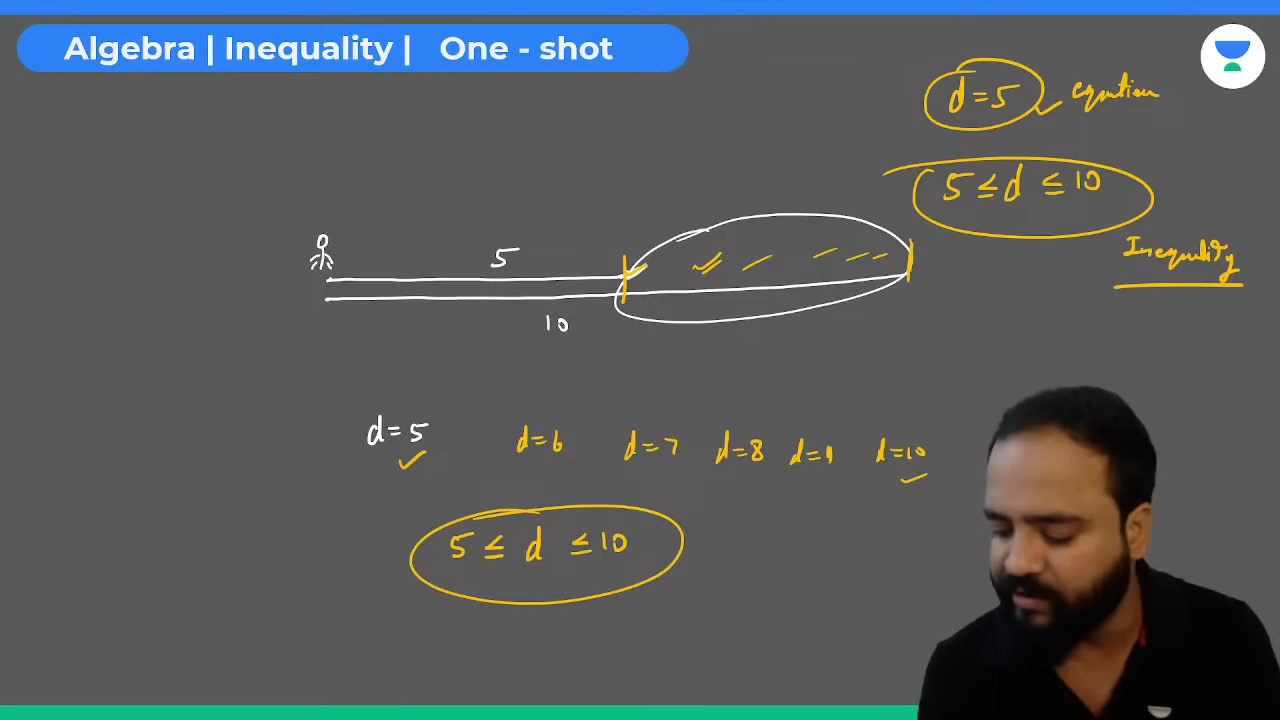 Algebra | Inequality | One - shot
d = 5 equation
5 ≤ d ≤ 10
Inequality
5
10
d = 5 d = 6 d = 7 d = 8 d = 9 d = 10
5 ≤ d ≤ 10